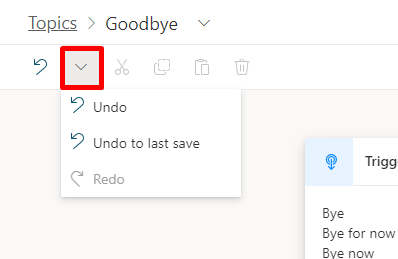 Topics > Goodbye
Undo
Undo to last save
Redo
Trigg
Bye
Bye for now
Bye now